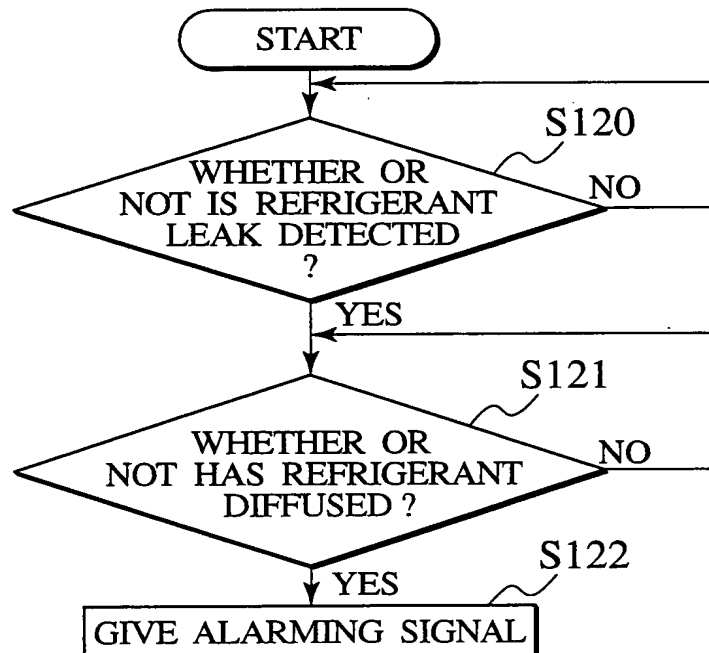 START
S120
WHETHER OR
NOT IS REFRIGERANT
LEAK DETECTED
?
NO
YES
S121
WHETHER OR
NOT HAS REFRIGERANT
DIFFUSED ?
NO
YES
S122
GIVE ALARMING SIGNAL